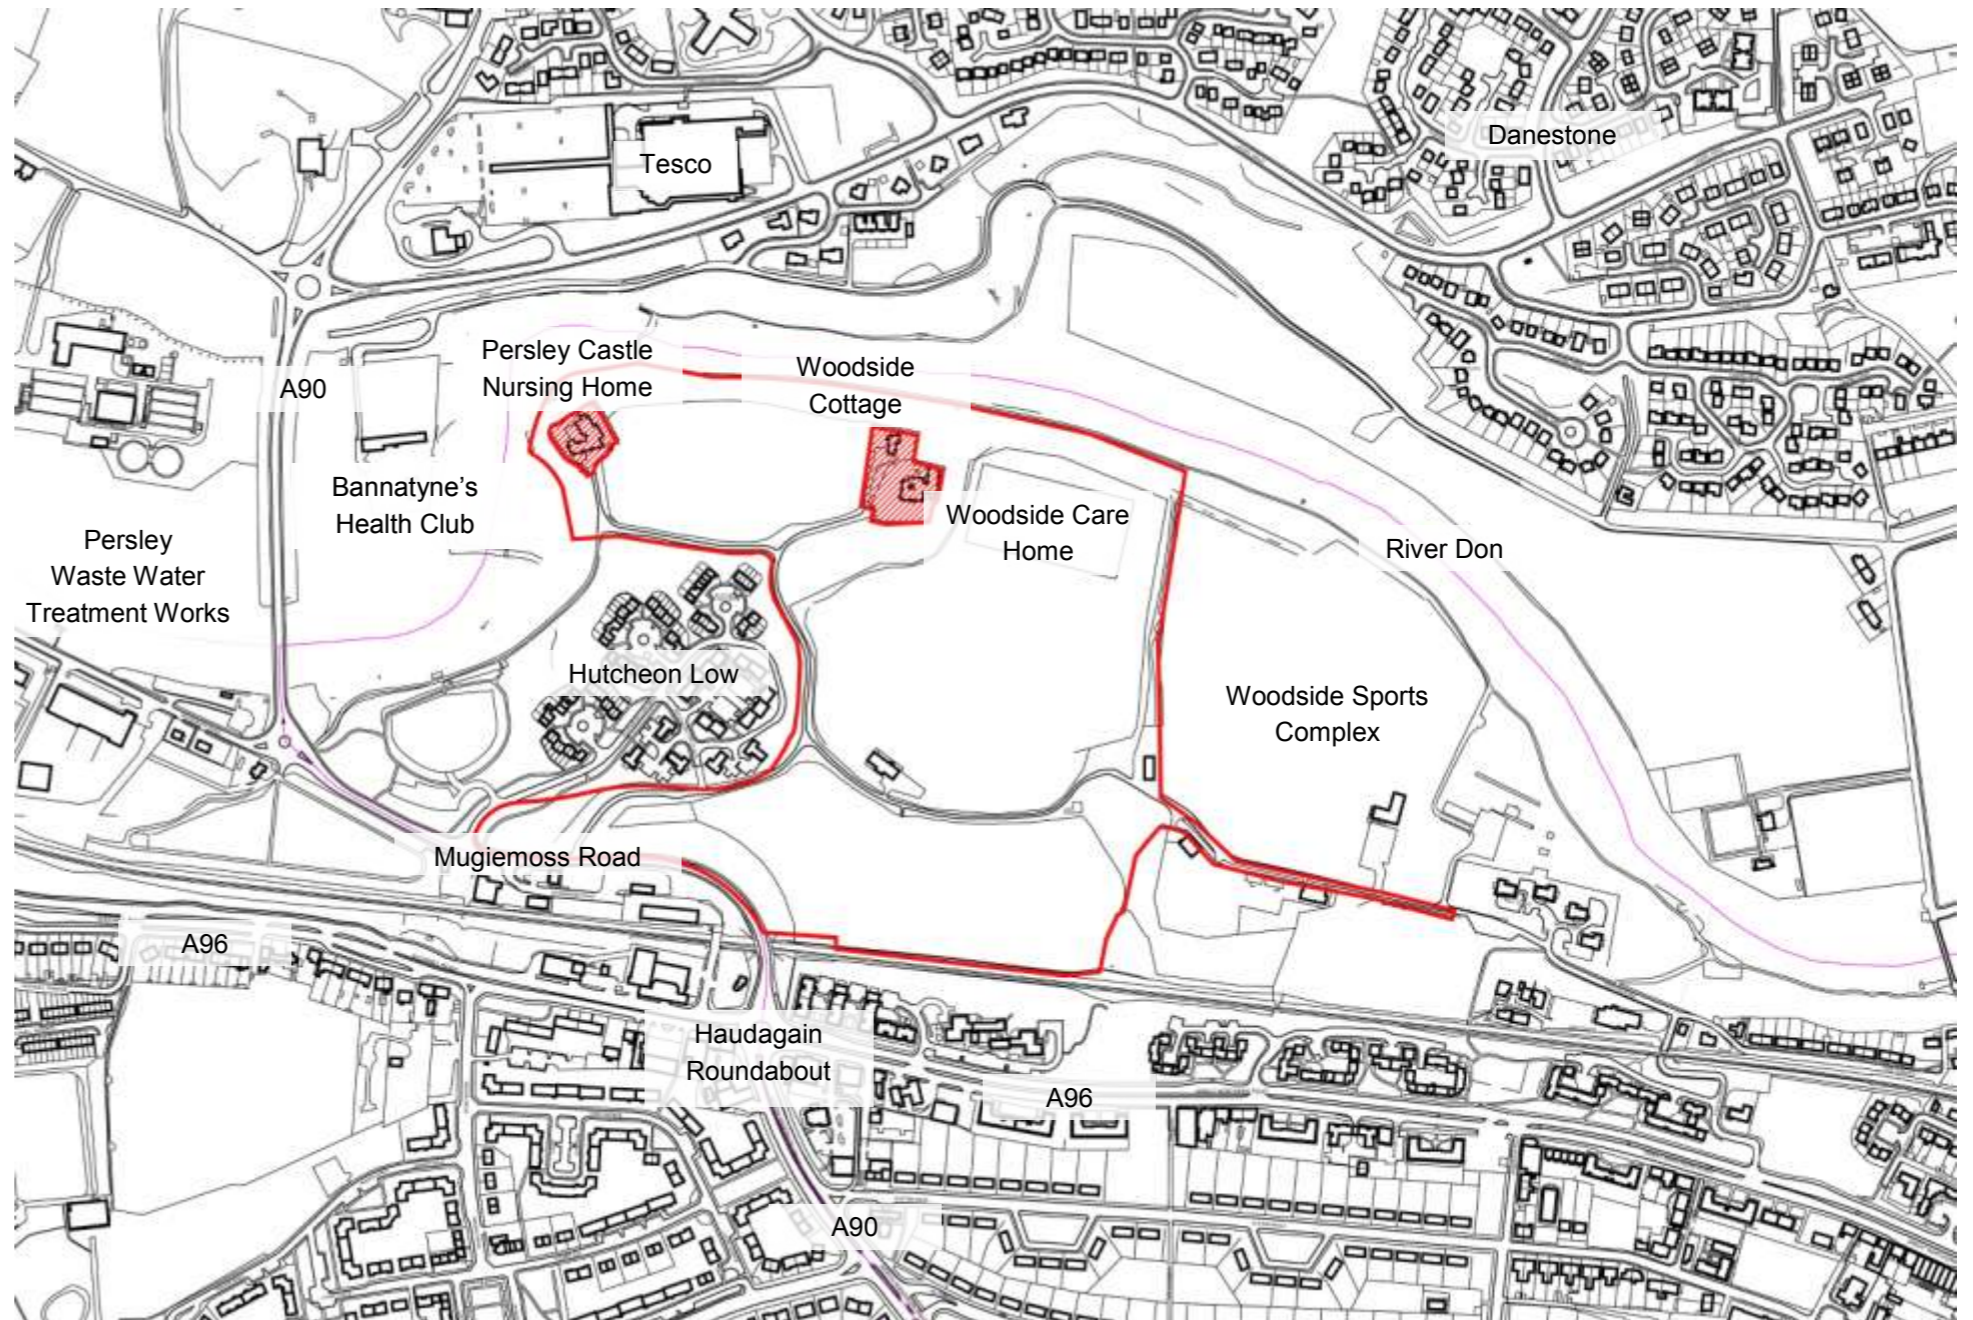 Danestone
Tesco
Persley Castle
Nursing Home
Woodside
Cottage
A90
Bannatyne's
Health Club
Woodside Care
Home
Persley
Waste Water
Treatment Works
River Don
Hutcheon Low
Woodside Sports
Complex
Mugiemoss Road
A96
Haudagain
Roundabout
A96
A90